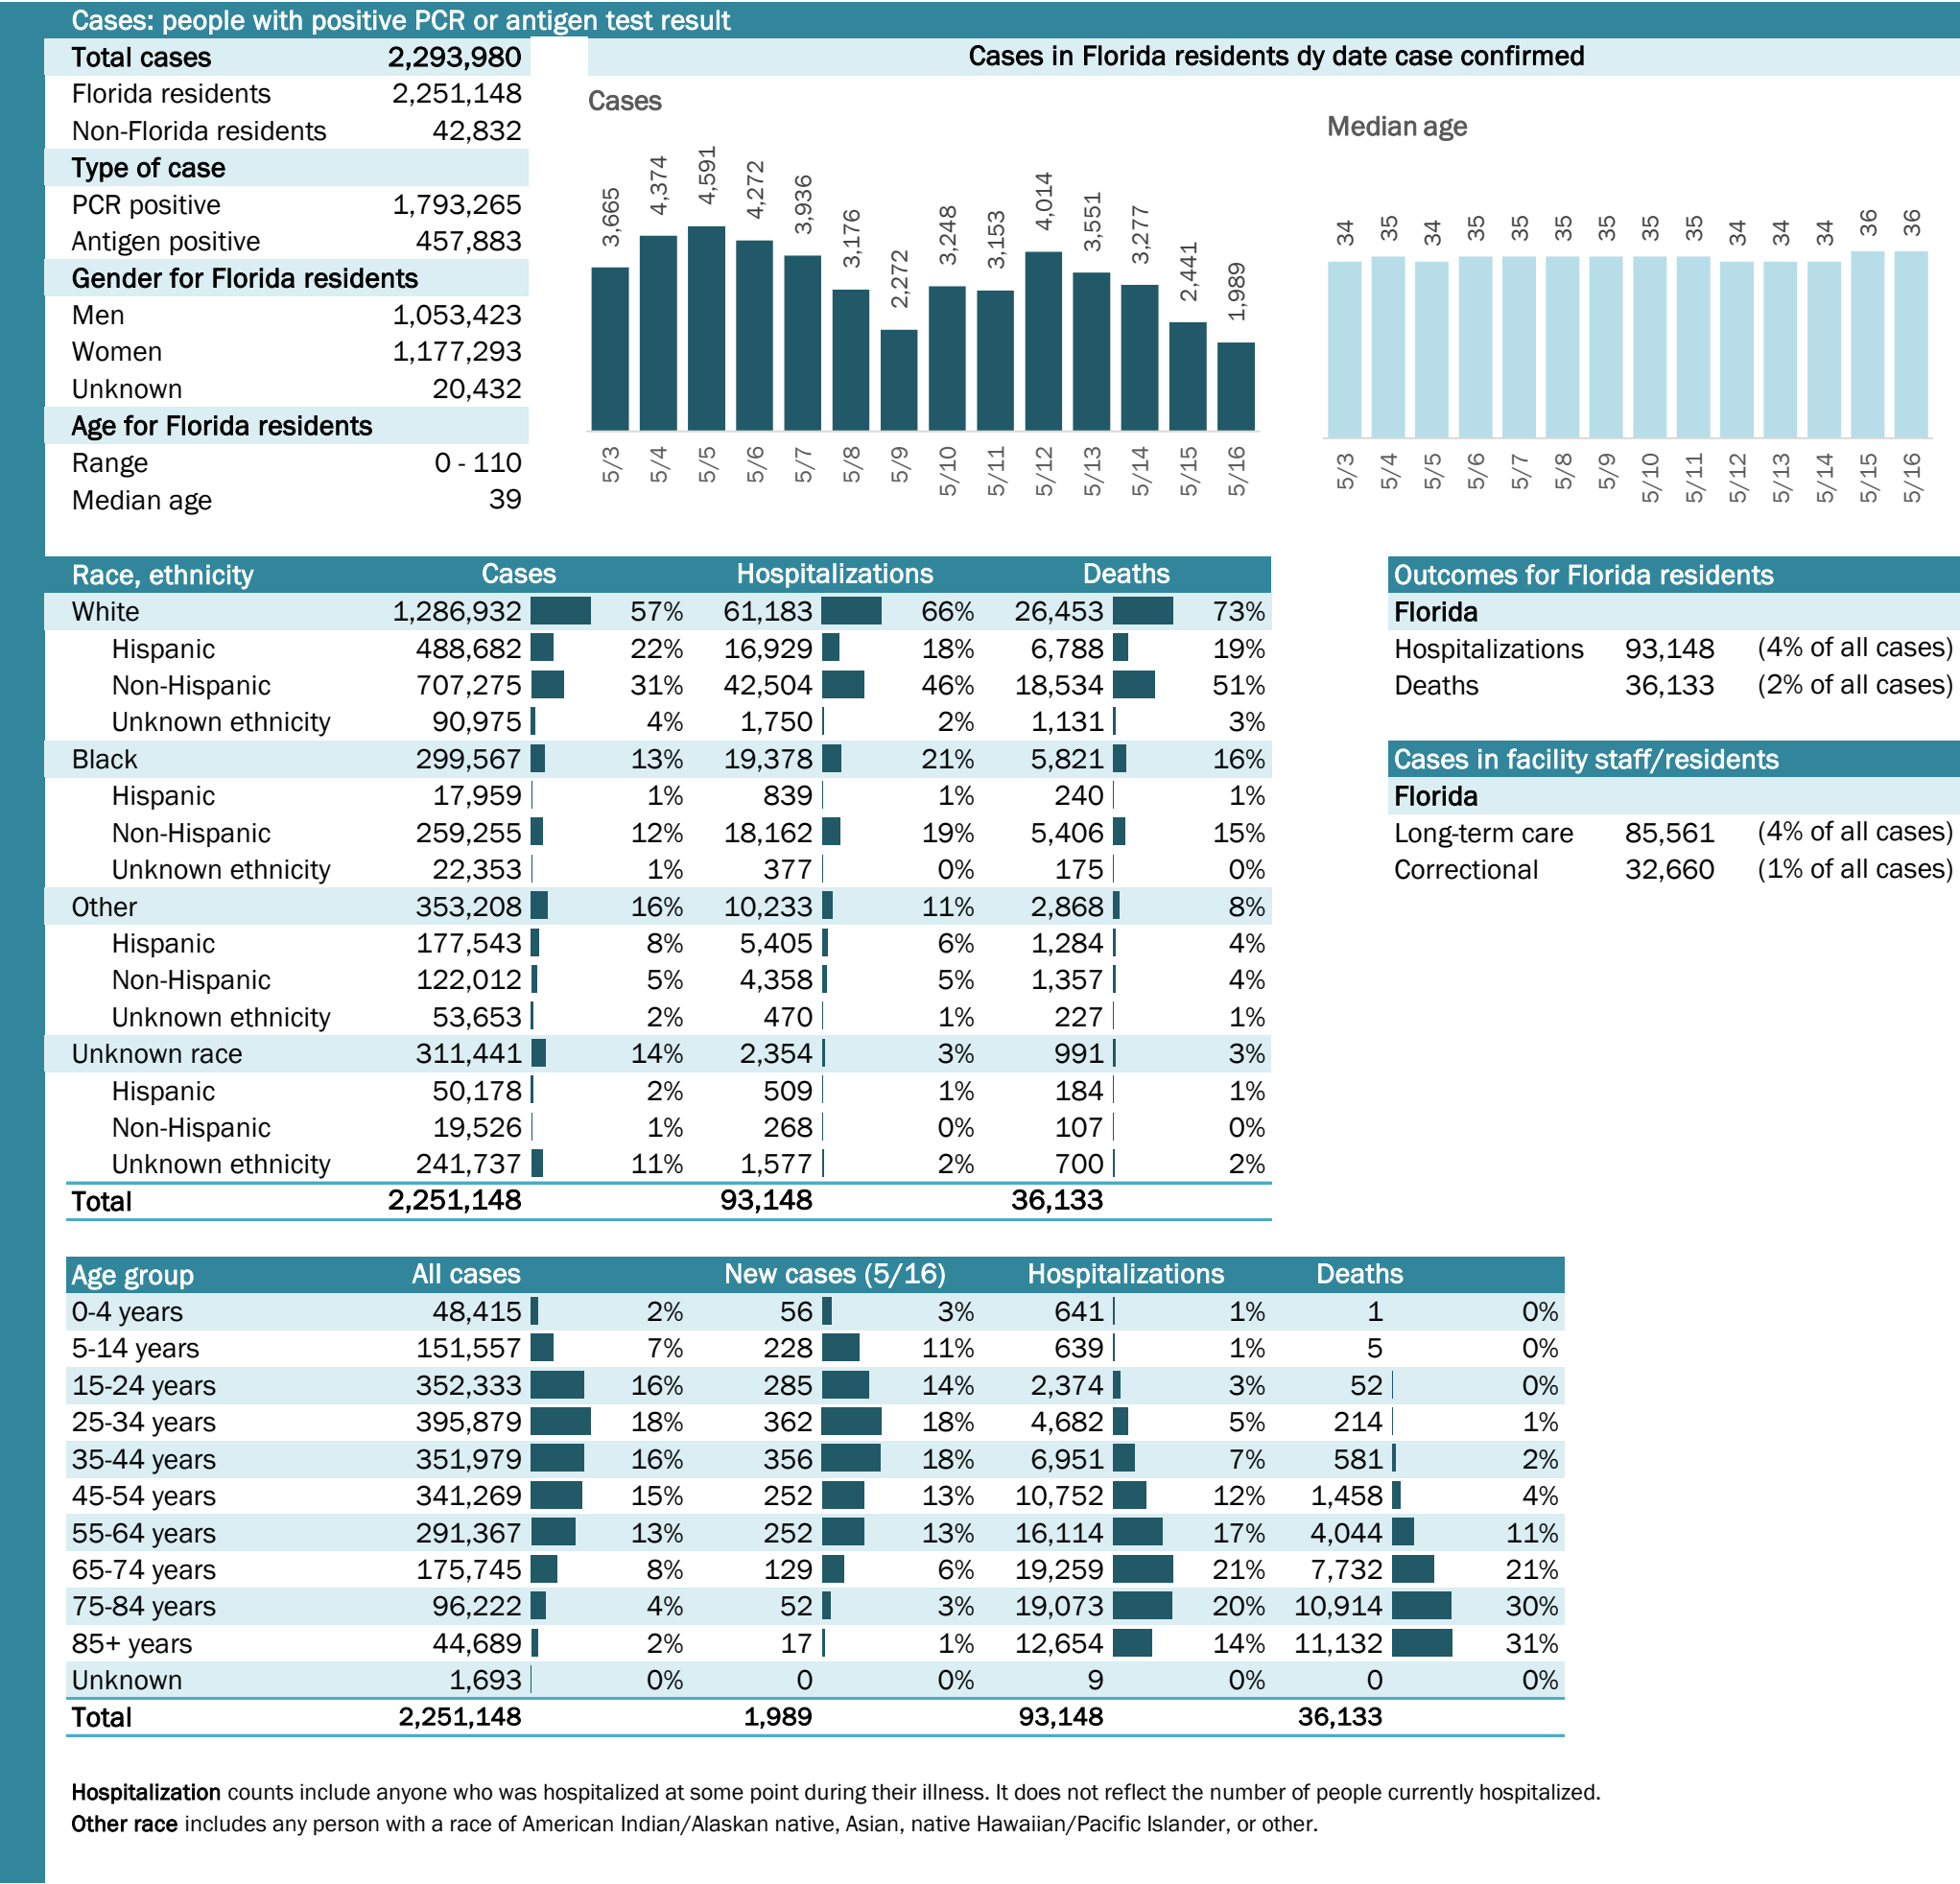 Cases: people with positive PCR or antigen test result
Total cases 2,293,980
Florida residents 2,251,148
Non-Florida residents 42,832
Type of case
PCR positive 1,793,265
Antigen positive 457,883
Gender for Florida residents
Men 1,053,423
Women 1,177,293
Unknown 20,432
Age for Florida residents
Range 0 - 110
Median age 39
Cases in Florida residents dy date case confirmed
Cases
3,665 4,374 4,591 4,272 3,936 3,176 2,272 3,248 3,153 4,014 3,551 3,277 2,441 1,989
5/3 5/4 5/5 5/6 5/7 5/8 5/9 5/10 5/11 5/12 5/13 5/14 5/15 5/16
Median age
34 35 34 35 35 35 35 35 35 34 34 34 36 36
5/3 5/4 5/5 5/6 5/7 5/8 5/9 5/10 5/11 5/12 5/13 5/14 5/15 5/16
Race, ethnicity Cases Hospitalizations Deaths
White 1,286,932 57% 61,183 66% 26,453 73%
Hispanic 488,682 22% 16,929 18% 6,788 19%
Non-Hispanic 707,275 31% 42,504 46% 18,534 51%
Unknown ethnicity 90,975 4% 1,750 2% 1,131 3%
Black 299,567 13% 19,378 21% 5,821 16%
Hispanic 17,959 1% 839 1% 240 1%
Non-Hispanic 259,255 12% 18,162 19% 5,406 15%
Unknown ethnicity 22,353 1% 377 0% 175 0%
Other 353,208 16% 10,233 11% 2,868 8%
Hispanic 177,543 8% 5,405 6% 1,284 4%
Non-Hispanic 122,012 5% 4,358 5% 1,357 4%
Unknown ethnicity 53,653 2% 470 1% 227 1%
Unknown race 311,441 14% 2,354 3% 991 3%
Hispanic 50,178 2% 509 1% 184 1%
Non-Hispanic 19,526 1% 268 0% 107 0%
Unknown ethnicity 241,737 11% 1,577 2% 700 2%
Total 2,251,148 93,148 36,133
Outcomes for Florida residents
Florida
Hospitalizations 93,148 (4% of all cases)
Deaths 36,133 (2% of all cases)
Cases in facility staff/residents
Florida
Long-term care 85,561 (4% of all cases)
Correctional 32,660 (1% of all cases)
Age group All cases New cases (5/16) Hospitalizations Deaths
0-4 years 48,415 2% 56 3% 641 1% 1 0%
5-14 years 151,557 7% 228 11% 639 1% 5 0%
15-24 years 352,333 16% 285 14% 2,374 3% 52 0%
25-34 years 395,879 18% 362 18% 4,682 5% 214 1%
35-44 years 351,979 16% 356 18% 6,951 7% 581 2%
45-54 years 341,269 15% 252 13% 10,752 12% 1,458 4%
55-64 years 291,367 13% 252 13% 16,114 17% 4,044 11%
65-74 years 175,745 8% 129 6% 19,259 21% 7,732 21%
75-84 years 96,222 4% 52 3% 19,073 20% 10,914 30%
85+ years 44,689 2% 17 1% 12,654 14% 11,132 31%
Unknown 1,693 0% 0 0% 9 0% 0 0%
Total 2,251,148 1,989 93,148 36,133
Hospitalization counts include anyone who was hospitalized at some point during their illness. It does not reflect the number of people currently hospitalized.
Other race includes any person with a race of American Indian/Alaskan native, Asian, native Hawaiian/Pacific Islander, or other.